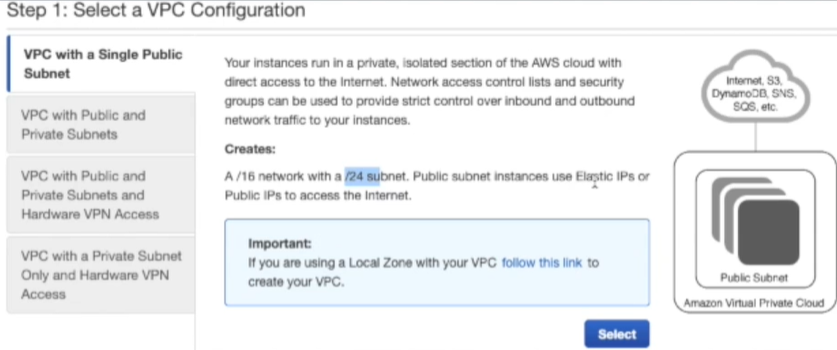 Step 1: Select a VPC Configuration
VPC with a Single Public
Subnet
VPC with Public and
Private Subnets
VPC with Public and
Private Subnets and
Hardware VPN Access
VPC with a Private Subnet
Only and Hardware VPN
Access
Your instances run in a private, isolated section of the AWS cloud with
direct access to the Internet. Network access control lists and security
groups can be used to provide strict control over inbound and outbound
network traffic to your instances.
Creates:
A /16 network with a /24 subnet. Public subnet instances use Elastic IPs or
Public IPs to access the Internet.
Important:
If you are using a Local Zone with your VPC follow this link to
create your VPC.
Select
Internet, S3,
DynamoDB, SNS,
SQS, etc.
Public Subnet
Amazon Virtual Private Cloud